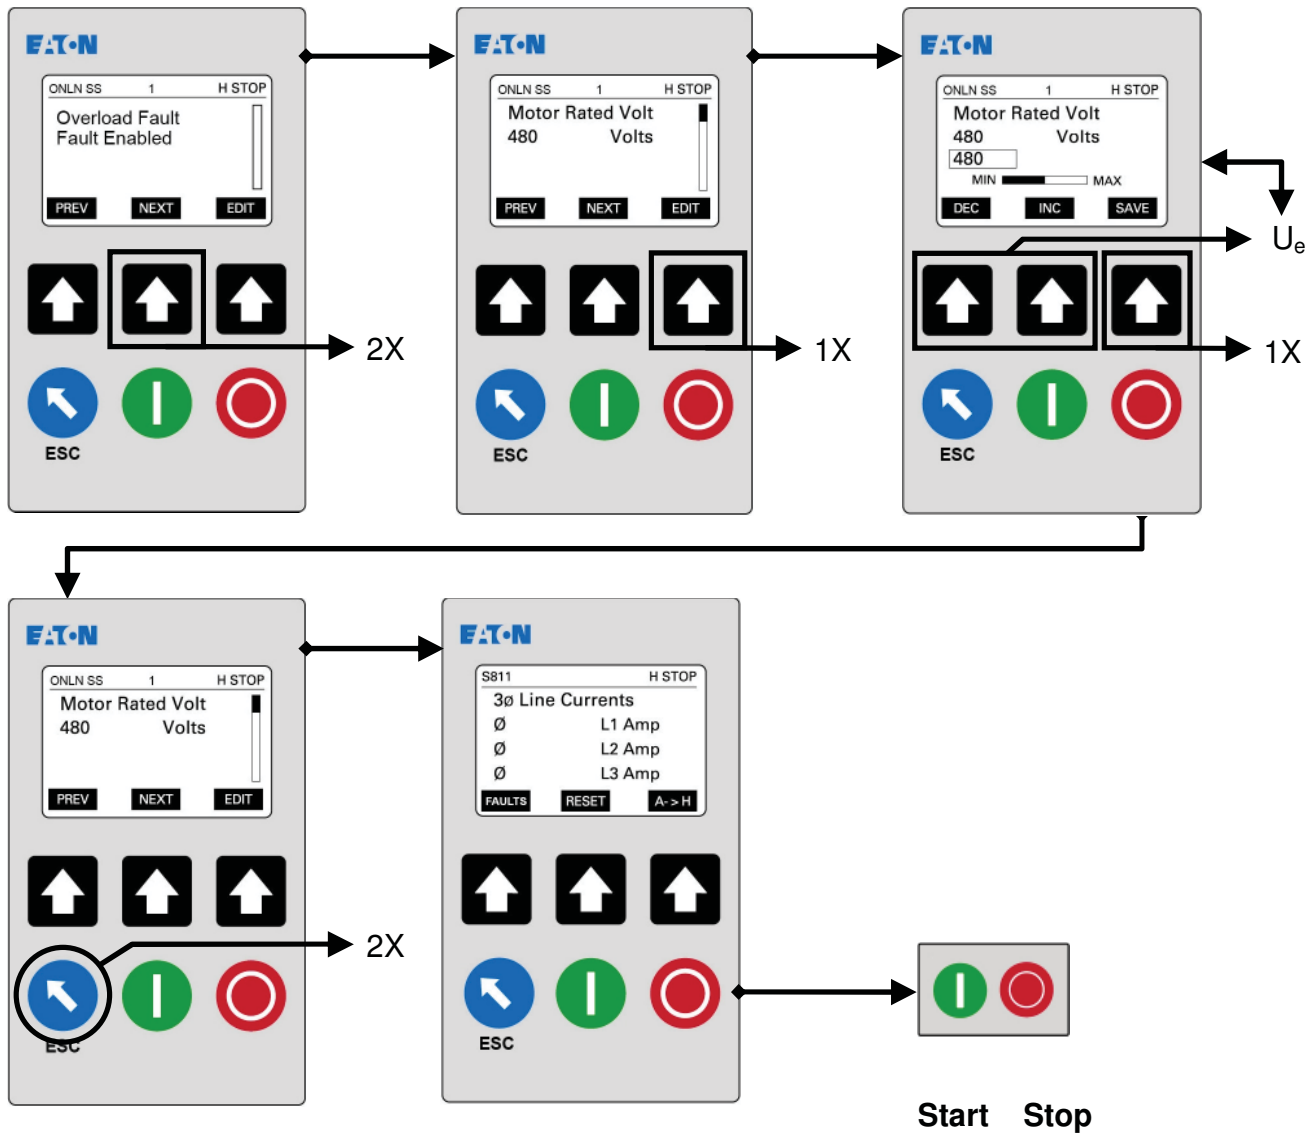 EATON
ONLN SS 1 H STOP
Overload Fault
Fault Enabled
PREV NEXT EDIT
2X
ESC
EATON
ONLN SS 1 H STOP
Motor Rated Volt
480 Volts
PREV NEXT EDIT
1X
ESC
EATON
ONLN SS 1 H STOP
Motor Rated Volt
480 Volts
480
MIN MAX
DEC INC SAVE
Ue
1X
ESC
EATON
ONLN SS 1 H STOP
Motor Rated Volt
480 Volts
PREV NEXT EDIT
2X
ESC
EATON
S811 H STOP
3ø Line Currents
Ø L1 Amp
Ø L2 Amp
Ø L3 Amp
FAULTS RESET A->H
ESC
Start Stop